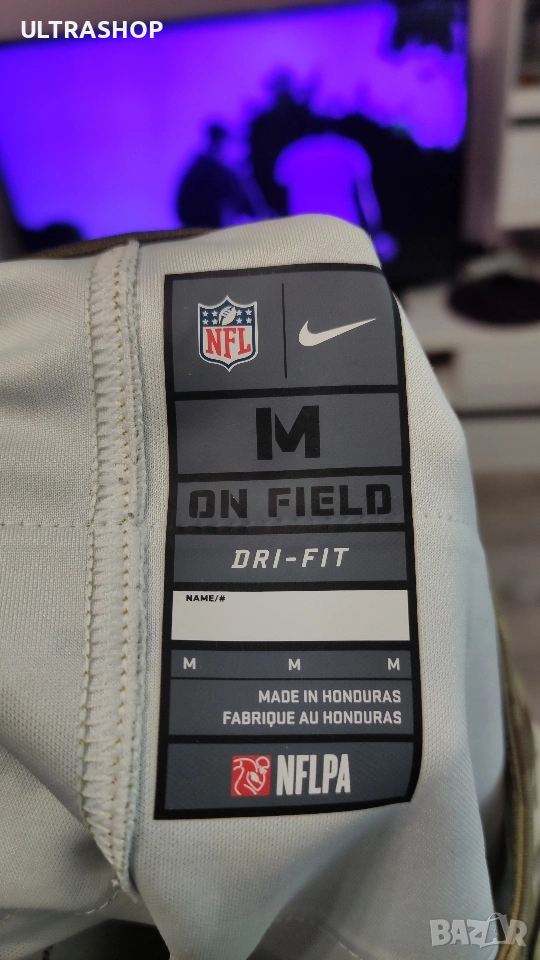 ULTRASHOP
NFL
M
ON FIELD
DRI-FIT
NAME/#
M M M
MADE IN HONDURAS
FABRIQUE AU HONDURAS
NFLPA
BAZAR